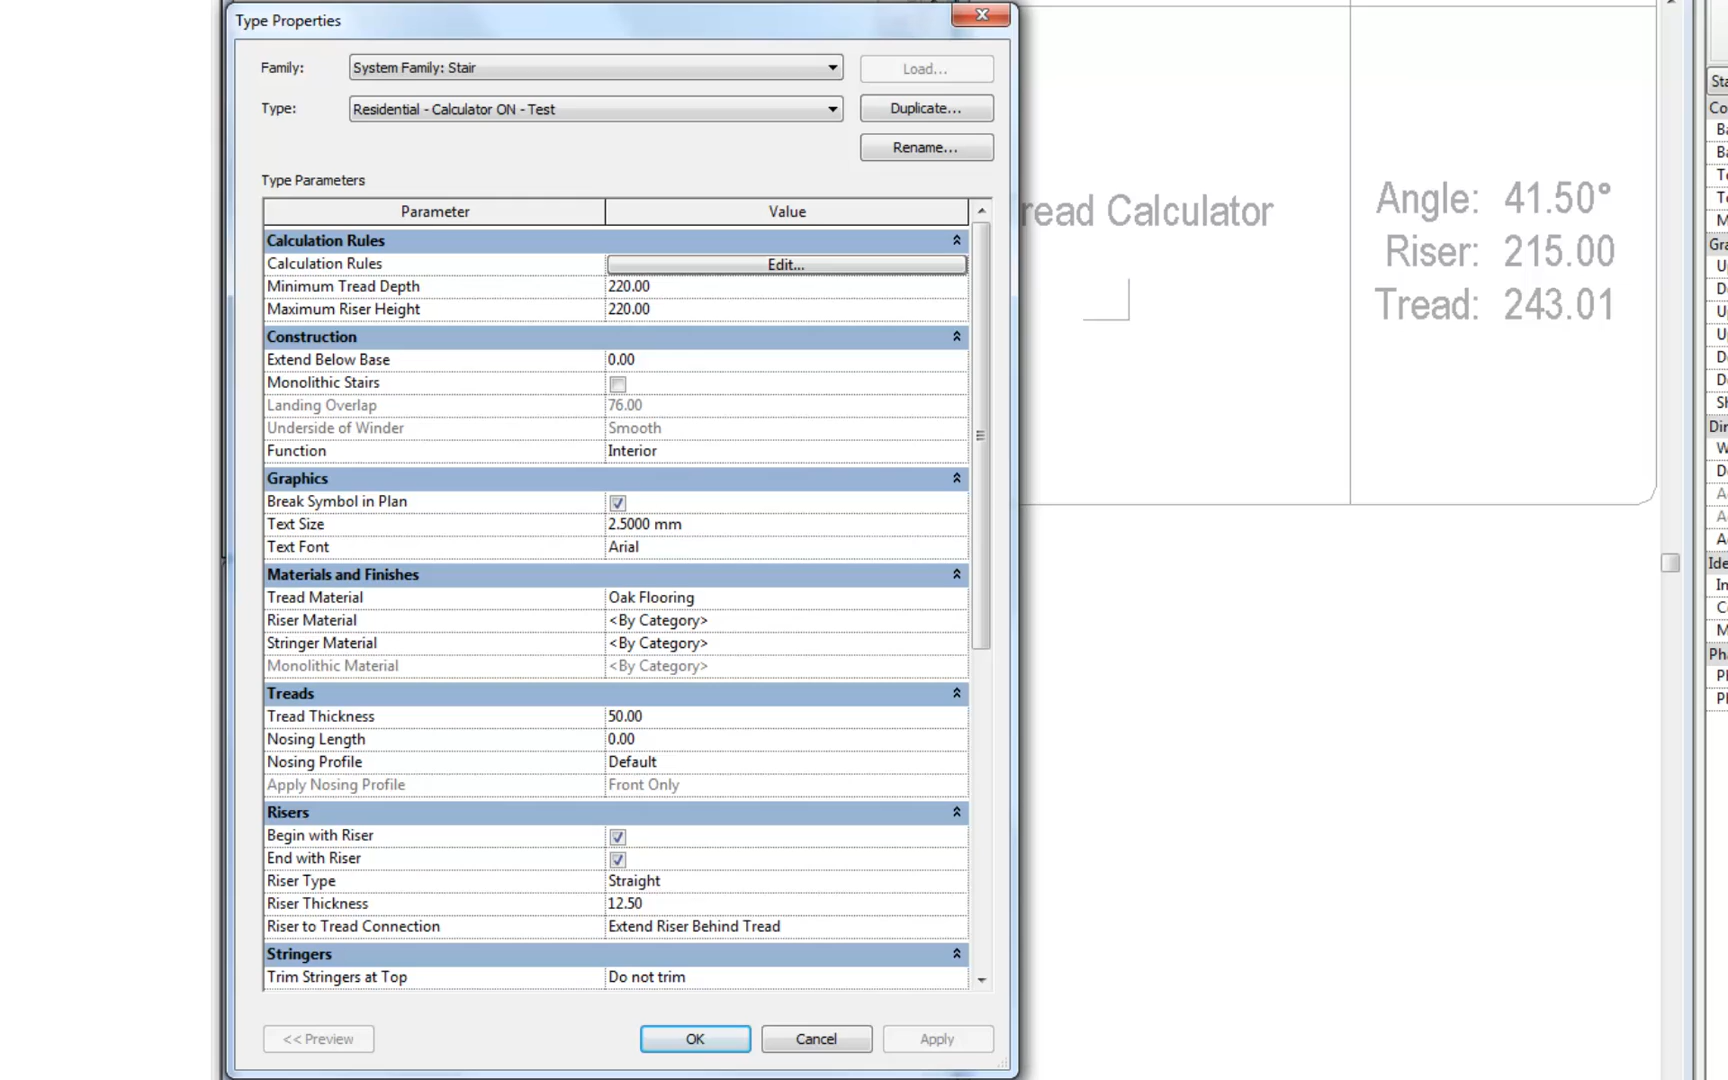 Type Properties
Family: System Family: Stair Load...
Type: Residential - Calculator ON - Test Duplicate...
Rename...
Type Parameters
Parameter Value
Calculation Rules
Calculation Rules Edit...
Minimum Tread Depth 220.00
Maximum Riser Height 220.00
Construction
Extend Below Base 0.00
Monolithic Stairs
Landing Overlap 76.00
Underside of Winder Smooth
Function Interior
Graphics
Break Symbol in Plan
Text Size 2.5000 mm
Text Font Arial
Materials and Finishes
Tread Material Oak Flooring
Riser Material <By Category>
Stringer Material <By Category>
Monolithic Material <By Category>
Treads
Tread Thickness 50.00
Nosing Length 0.00
Nosing Profile Default
Apply Nosing Profile Front Only
Risers
Begin with Riser
End with Riser
Riser Type Straight
Riser Thickness 12.50
Riser to Tread Connection Extend Riser Behind Tread
Stringers
Trim Stringers at Top Do not trim
<< Preview OK Cancel Apply
read Calculator
Angle: 41.50°
Riser: 215.00
Tread: 243.01